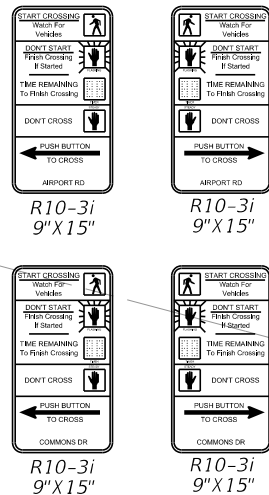 START CROSSING
Watch For
Vehicles
DON'T START
Finish Crossing
If Started
FLASHING
TIME REMAINING
To Finish Crossing
DON'T CROSS
PUSH BUTTON
TO CROSS
AIRPORT RD
R10-3i
9"X15"
START CROSSING
Watch For
Vehicles
DON'T START
Finish Crossing
If Started
FLASHING
TIME REMAINING
To Finish Crossing
DON'T CROSS
PUSH BUTTON
TO CROSS
AIRPORT RD
R10-3i
9"X15"
START CROSSING
Watch For
Vehicles
DON'T START
Finish Crossing
If Started
FLASHING
TIME REMAINING
To Finish Crossing
DON'T CROSS
PUSH BUTTON
TO CROSS
COMMONS DR
R10-3i
9"X15"
START CROSSING
Watch For
Vehicles
DON'T START
Finish Crossing
If Started
FLASHING
TIME REMAINING
To Finish Crossing
DON'T CROSS
PUSH BUTTON
TO CROSS
COMMONS DR
R10-3i
9"X15"